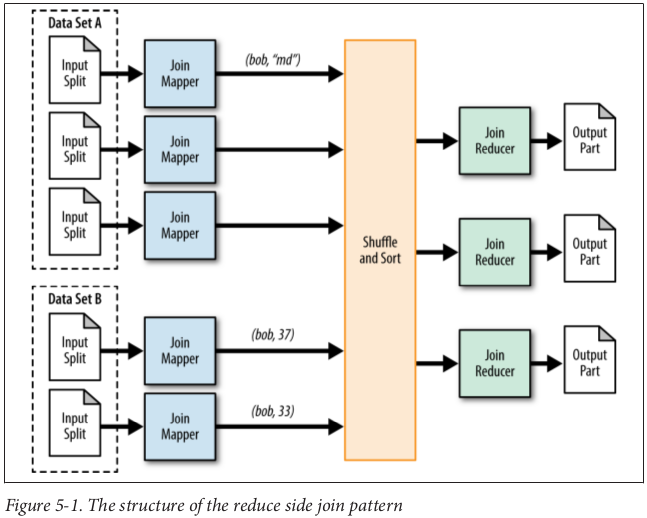 Data Set A
Input
Split
Join
Mapper
(bob, “md”)
Input
Split
Join
Mapper
Input
Split
Join
Mapper
Data Set B
Input
Split
Join
Mapper
(bob, 37)
Input
Split
Join
Mapper
(bob, 33)
Shuffle
and Sort
Join
Reducer
Output
Part
Join
Reducer
Output
Part
Join
Reducer
Output
Part
Figure 5-1. The structure of the reduce side join pattern